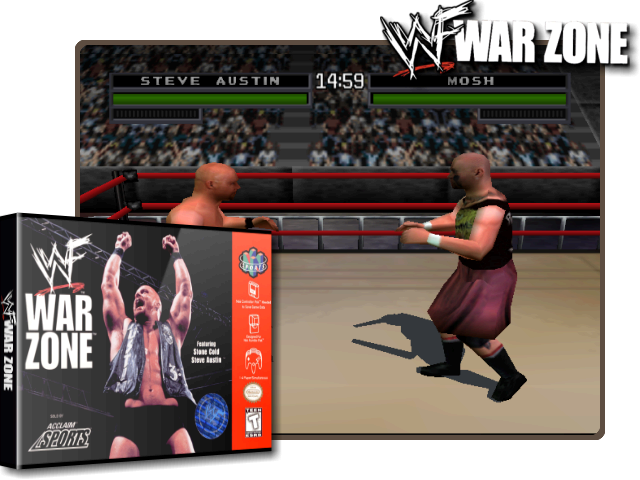 WF WAR ZONE
STEVE AUSTIN 14:59 MOSH
WF
WAR
ZONE
Featuring
Stone Cold
Steve Austin
ACCLAIM
SPORTS
TEEN
WF WAR ZONE